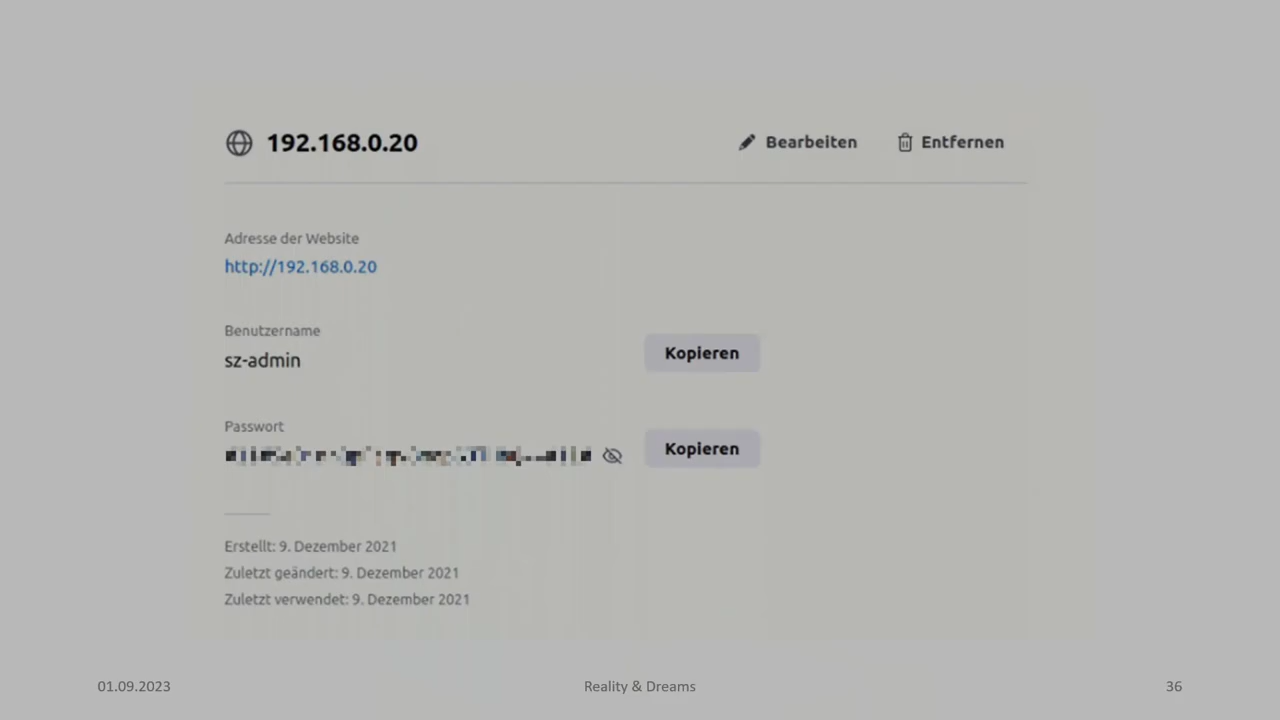 192.168.0.20
Bearbeiten
Entfernen
Adresse der Website
http://192.168.0.20
Benutzername
sz-admin
Kopieren
Passwort
Kopieren
Erstellt: 9. Dezember 2021
Zuletzt geändert: 9. Dezember 2021
Zuletzt verwendet: 9. Dezember 2021
01.09.2023
Reality & Dreams
36